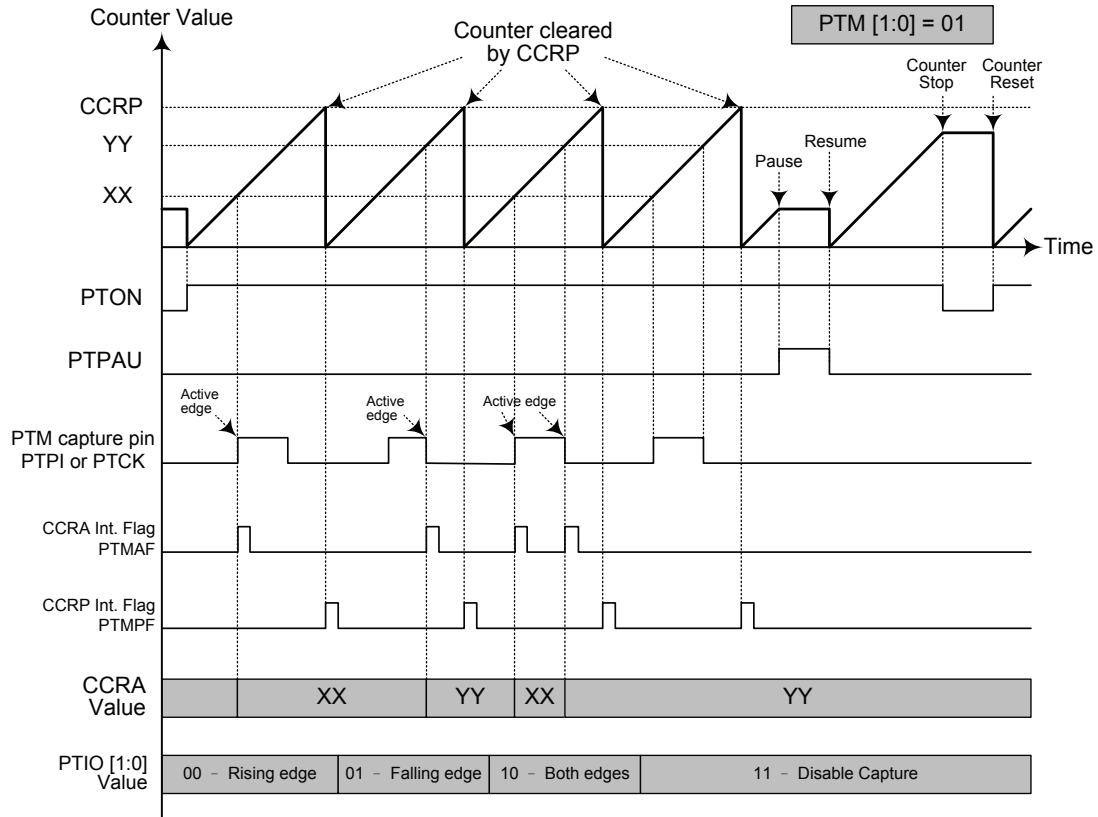 Counter Value
Counter cleared
by CCRP
PTM [1:0] = 01
Counter
Stop
Counter
Reset
CCRP
YY
XX
Pause
Resume
Time
PTON
PTPAU
Active
edge
Active
edge
Active edge
PTM capture pin
PTPI or PTCK
CCRA Int. Flag
PTMAF
CCRP Int. Flag
PTMPF
CCRA
Value
XX
YY
XX
YY
PTIO [1:0]
Value
00 - Rising edge
01 - Falling edge
10 - Both edges
11 - Disable Capture